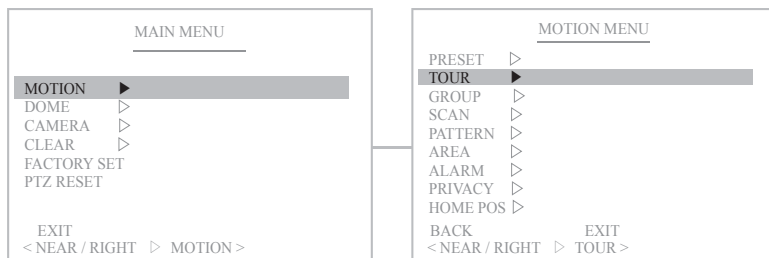 MAIN MENU
MOTION ▶
DOME ▷
CAMERA ▷
CLEAR ▷
FACTORY SET
PTZ RESET
EXIT
< NEAR / RIGHT ▷ MOTION >
MOTION MENU
PRESET ▷
TOUR ▶
GROUP ▷
SCAN ▷
PATTERN ▷
AREA ▷
ALARM ▷
PRIVACY ▷
HOME POS ▷
BACK EXIT
< NEAR / RIGHT ▷ TOUR >